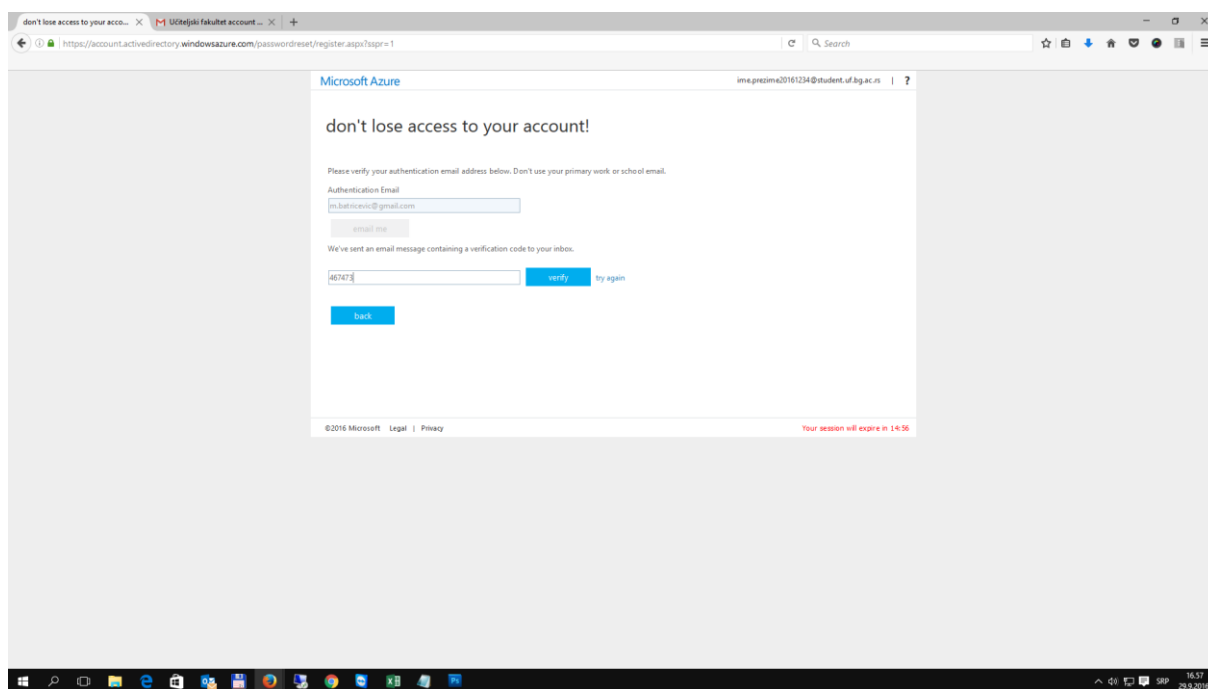 don't lose access to your acco...
Učiteljski fakultet account ...
https://account.activedirectory.windowsazure.com/passwordreset/register.aspx?sspr=1
Search
Microsoft Azure
ime.prezime20161234@student.uf.bg.ac.rs | ?
don't lose access to your account!
Please verify your authentication email address below. Don't use your primary work or school email.
Authentication Email
m.batricevic@gmail.com
email me
We've sent an email message containing a verification code to your inbox.
467473
verify
try again
back
©2016 Microsoft Legal | Privacy
Your session will expire in 14:56
SRP
16.57
29.9.2016